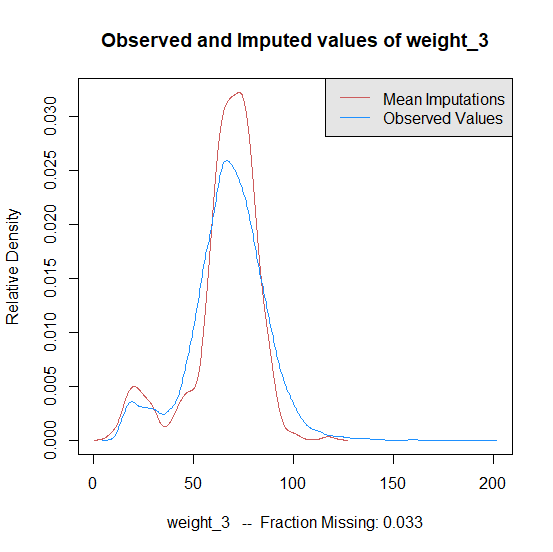 Observed and Imputed values of weight_3
Mean Imputations
Observed Values
Relative Density
0.030
0.025
0.020
0.015
0.010
0.005
0.000
0 50 100 150 200
weight_3 -- Fraction Missing: 0.033